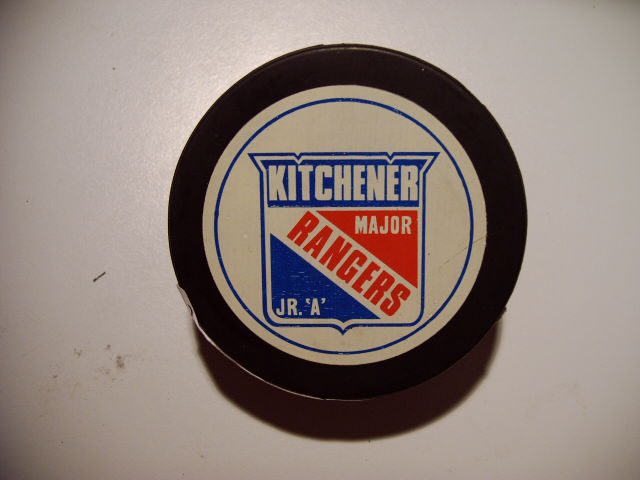 KITCHENER
MAJOR
RANGERS
JR. 'A'